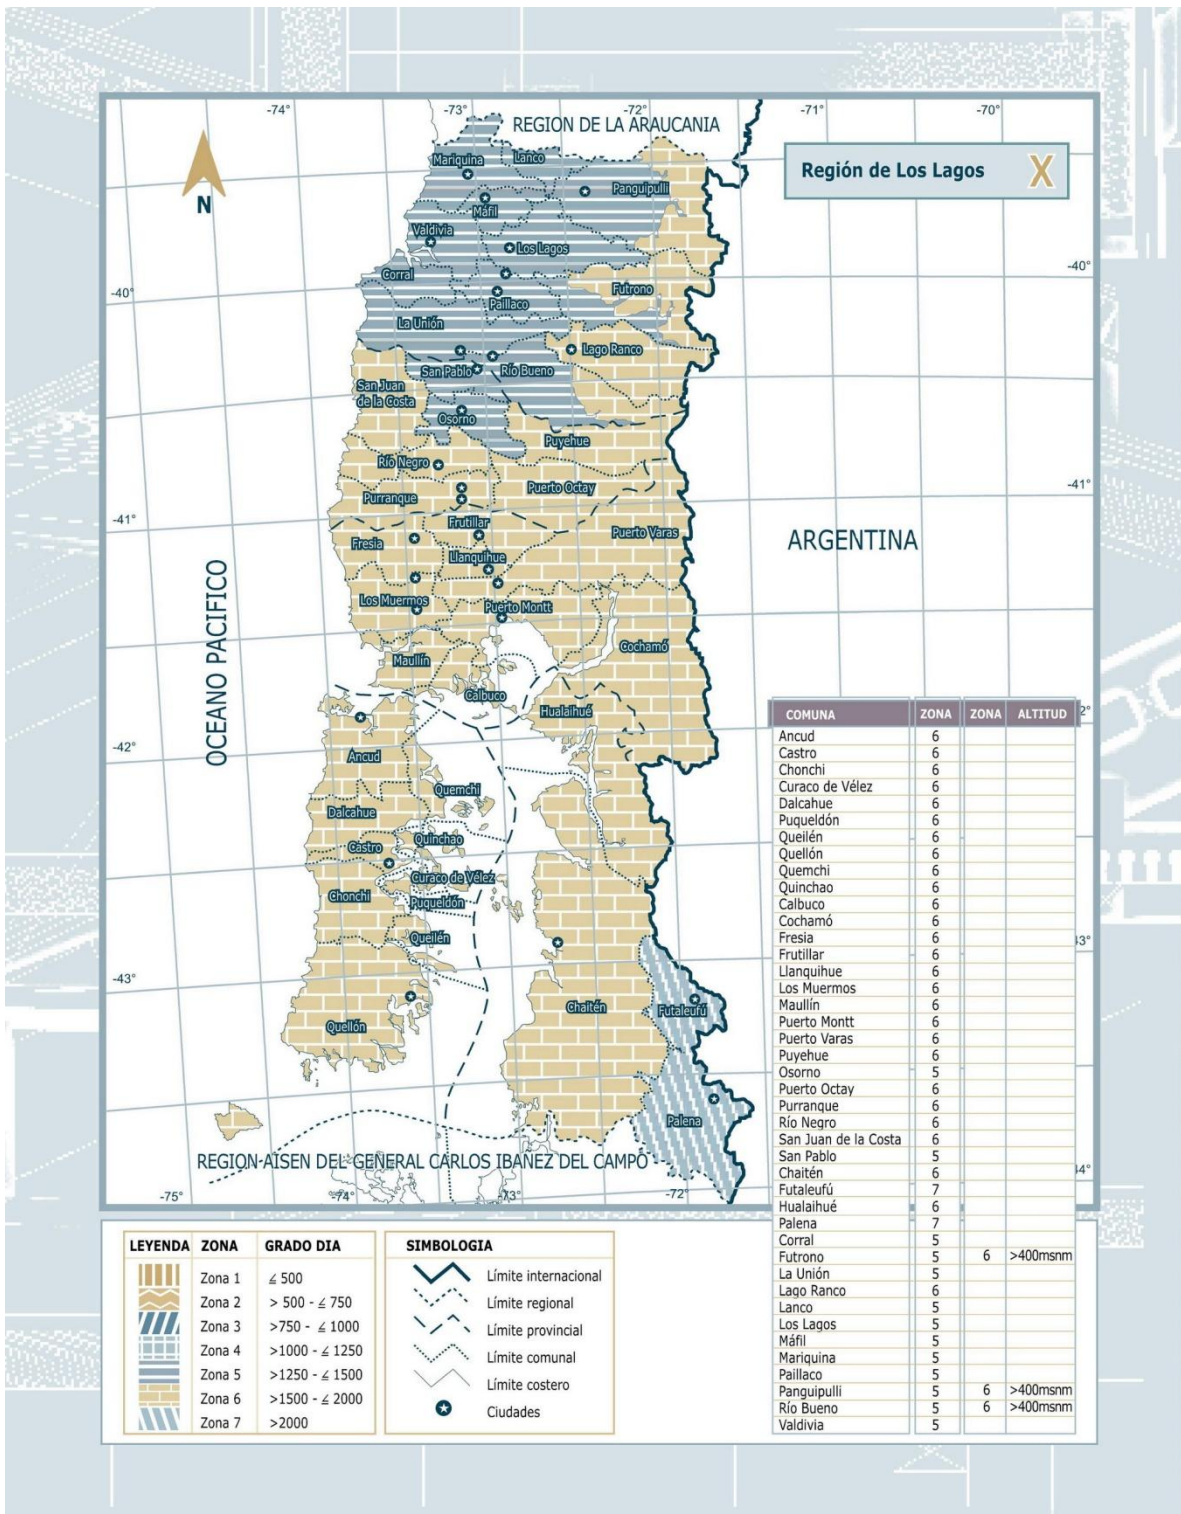 -74°
-73°
-72°
-71°
-70°
REGION DE LA ARAUCANIA
Región de Los Lagos X
N
Mariquina
Lanco
Panguipulli
Máfil
Valdivia
Los Lagos
Corral
-40°
-40°
Futrono
Paillaco
La Unión
Lago Ranco
San Pablo
Río Bueno
San Juan
de la Costa
Osorno
Puyehue
Río Negro
Puerto Octay
-41°
Purranque
-41°
Frutillar
Puerto Varas
Fresia
ARGENTINA
Llanquihue
OCEANO PACIFICO
Los Muermos
Puerto Montt
Cochamó
Maullín
Calbuco
Hualaihué
2°
-42°
Ancud
Quemchi
Dalcahue
Quinchao
Castro
Curaco de Vélez
Chonchi
Puqueldón
Queilén
3°
-43°
Chaitén
Futaleufú
Quellón
Palena
REGION AISEN DEL GENERAL CARLOS IBAÑEZ DEL CAMPO
4°
-75°
-74°
-73°
-72°
COMUNA ZONA ZONA ALTITUD
Ancud 6
Castro 6
Chonchi 6
Curaco de Vélez 6
Dalcahue 6
Puqueldón 6
Queilén 6
Quellón 6
Quemchi 6
Quinchao 6
Calbuco 6
Cochamó 6
Fresia 6
Frutillar 6
Llanquihue 6
Los Muermos 6
Maullín 6
Puerto Montt 6
Puerto Varas 6
Puyehue 6
Osorno 5
Puerto Octay 6
Purranque 6
Río Negro 6
San Juan de la Costa 6
San Pablo 5
Chaitén 6
Futaleufú 7
Hualaihué 6
Palena 7
Corral 5
Futrono 5 6 >400msnm
La Unión 5
Lago Ranco 6
Lanco 5
Los Lagos 5
Máfil 5
Mariquina 5
Paillaco 5
Panguipulli 5 6 >400msnm
Río Bueno 5 6 >400msnm
Valdivia 5
LEYENDA ZONA GRADO DIA
Zona 1 ≤ 500
Zona 2 > 500 - ≤ 750
Zona 3 >750 - ≤ 1000
Zona 4 >1000 - ≤ 1250
Zona 5 >1250 - ≤ 1500
Zona 6 >1500 - ≤ 2000
Zona 7 >2000
SIMBOLOGIA
Límite internacional
Límite regional
Límite provincial
Límite comunal
Límite costero
Ciudades